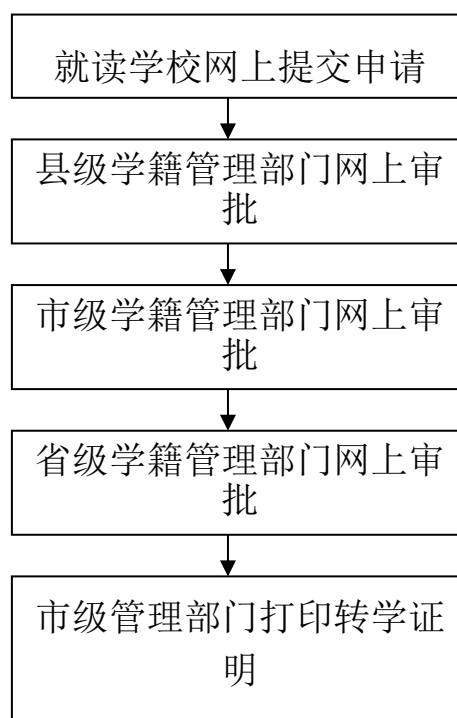 就读学校网上提交申请
县级学籍管理部门网上审
批
市级学籍管理部门网上审
批
省级学籍管理部门网上审
批
市级管理部门打印转学证
明